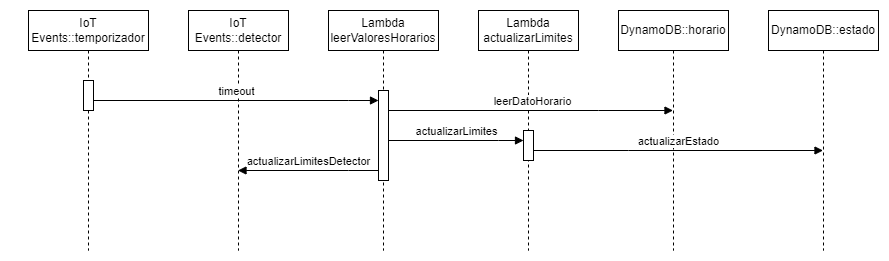 IoT
Events::temporizador
IoT
Events::detector
Lambda
leerValoresHorarios
Lambda
actualizarLimites
DynamoDB::horario
DynamoDB::estado
timeout
leerDatoHorario
actualizarLimites
actualizarEstado
actualizarLimitesDetector